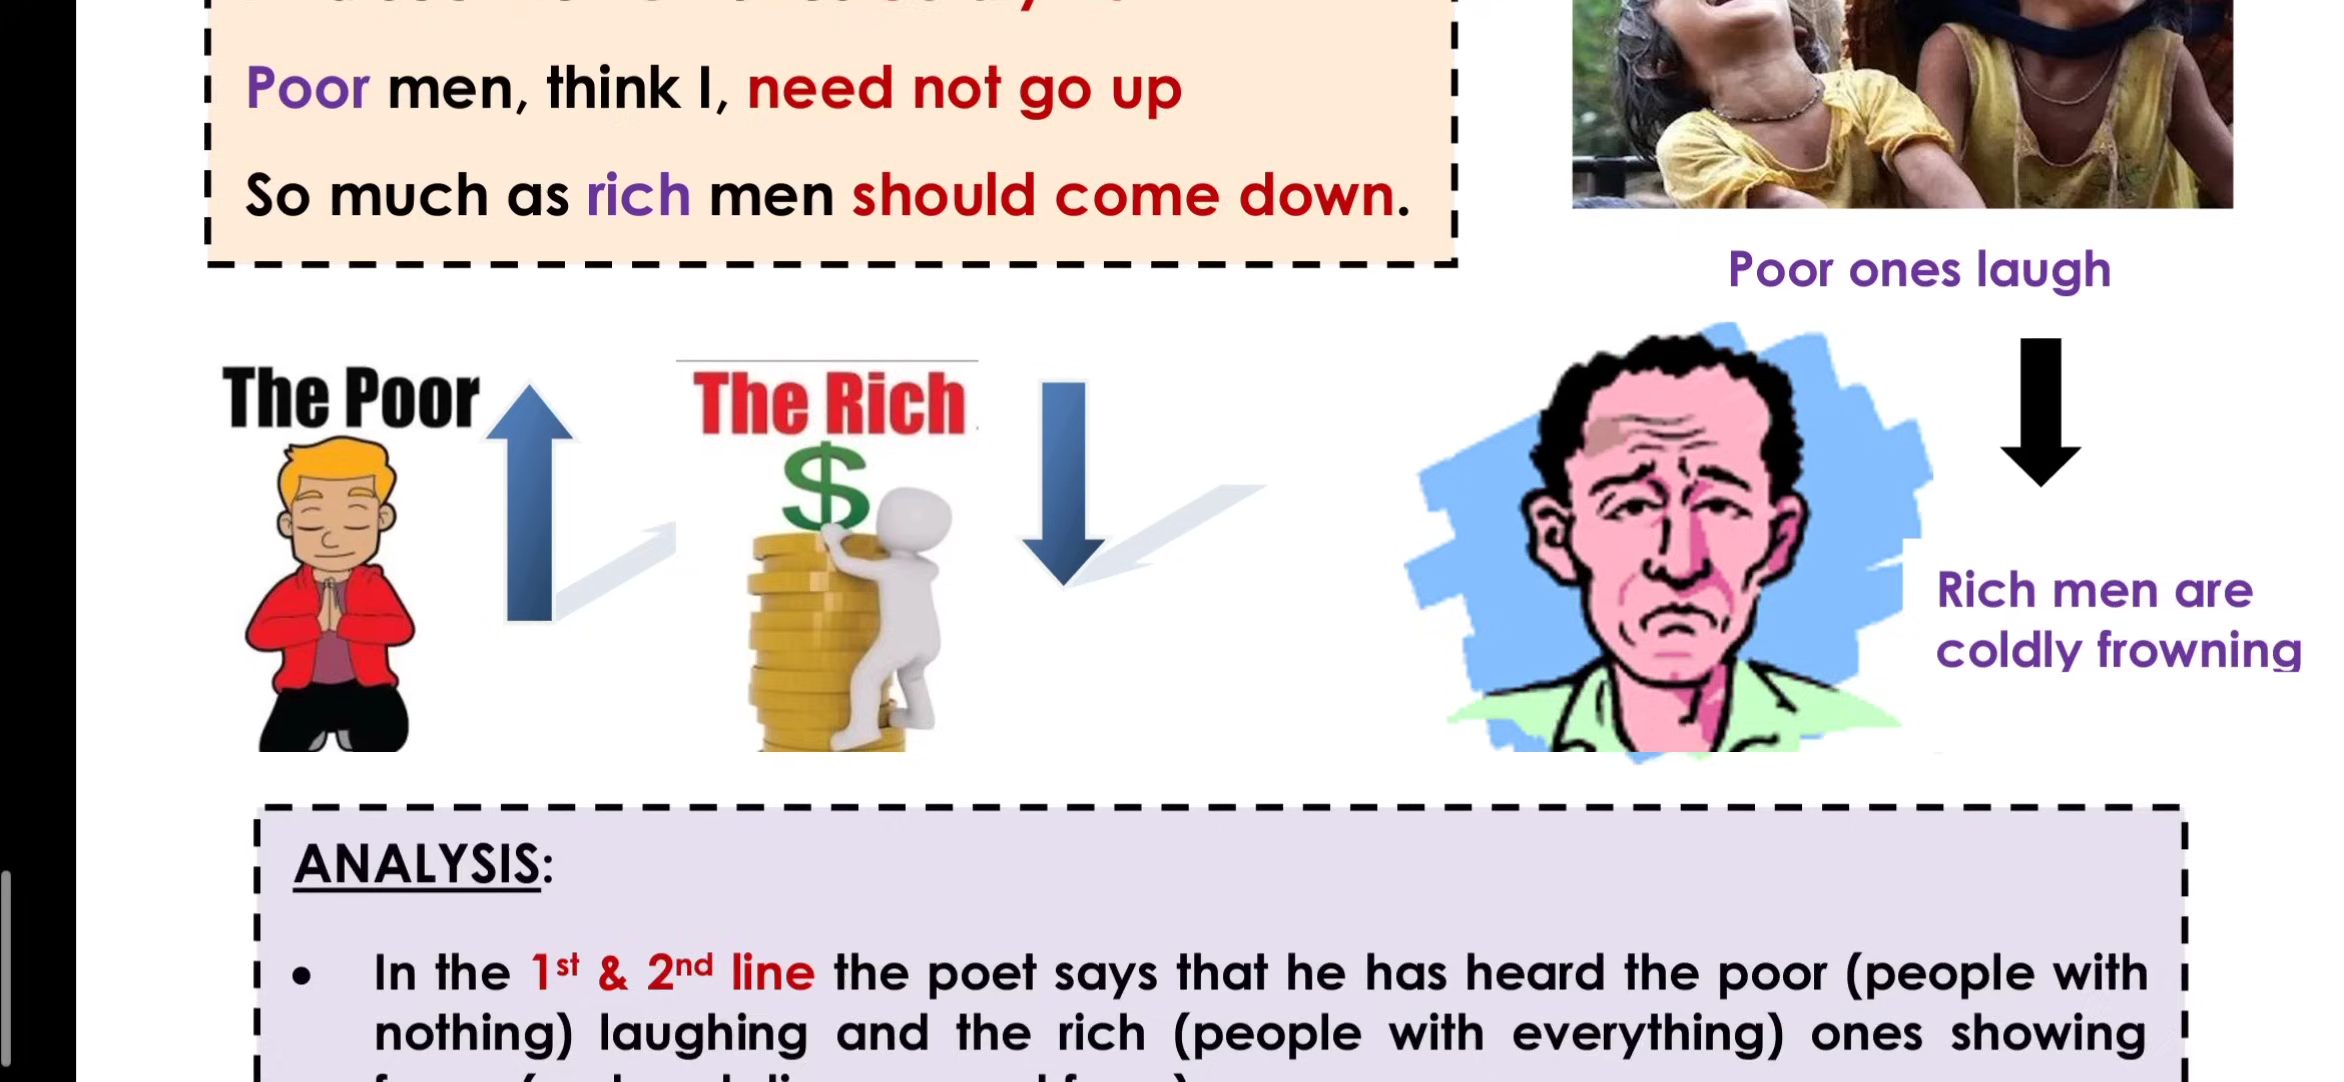 Poor men, think I, need not go up
So much as rich men should come down.
Poor ones laugh
The Poor
The Rich
$
Rich men are
coldly frowning
ANALYSIS:
• In the 1st & 2nd line the poet says that he has heard the poor (people with
nothing) laughing and the rich (people with everything) ones showing